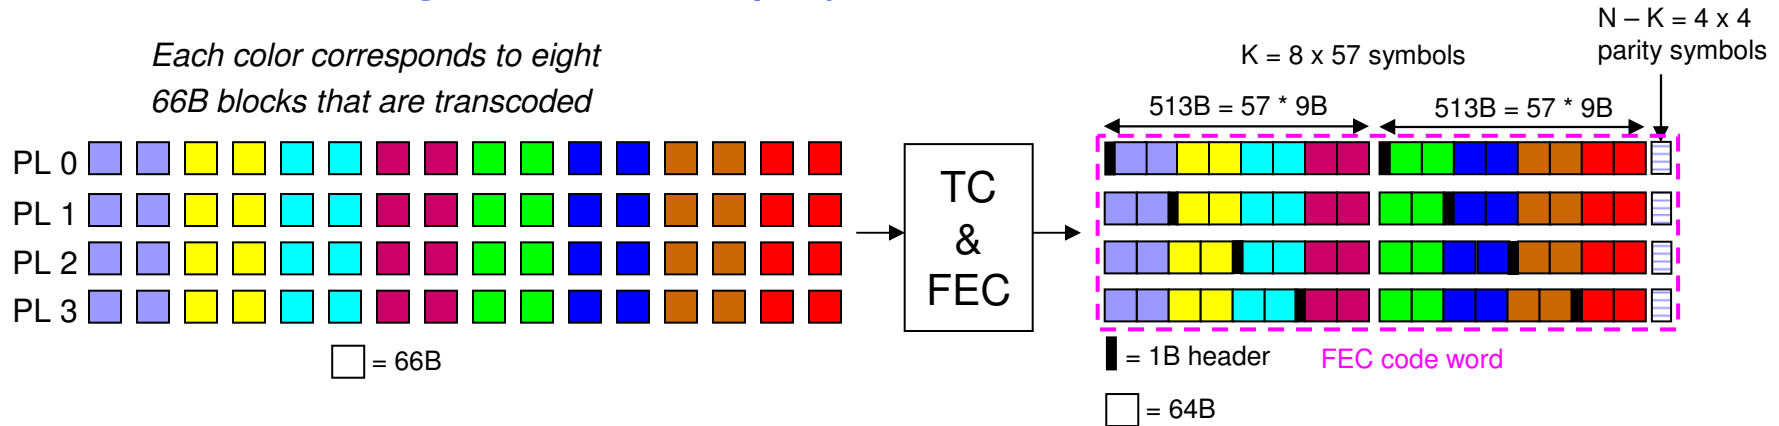 Each color corresponds to eight
66B blocks that are transcoded
N – K = 4 x 4
parity symbols
K = 8 x 57 symbols
513B = 57 * 9B
513B = 57 * 9B
PL 0
PL 1
PL 2
PL 3
TC
&
FEC
= 66B
= 1B header
FEC code word
= 64B